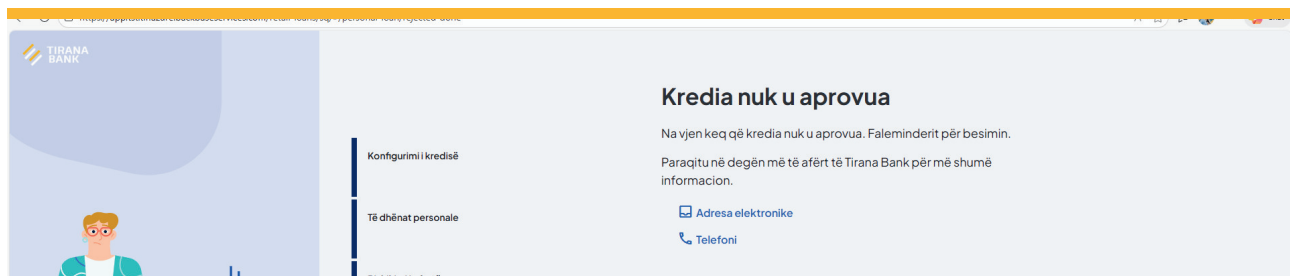 TIRANA
BANK
Kredia nuk u aprovua
Na vjen keq që kredia nuk u aprovua. Faleminderit për besimin.
Konfigurimi i kredisë
Paraqitu në degën më të afërt të Tirana Bank për më shumë
informacion.
Të dhënat personale
Adresa elektronike
Telefoni